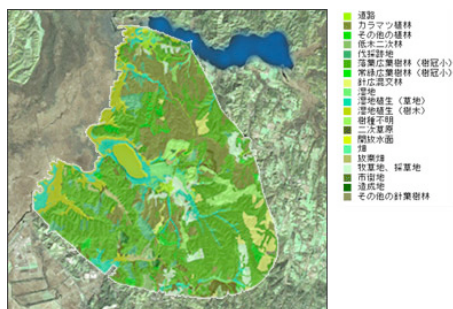 道路
カラマツ植林
その他の植林
低木二次林
伐採跡地
落葉広葉樹林（樹冠小）
常緑広葉樹林（樹冠小）
針広混交林
湿地
湿地植生（草地）
湿地植生（樹木）
樹種不明
二次草原
開放水面
畑
放棄畑
牧草地、採草地
市街地
造成地
その他の針葉樹林